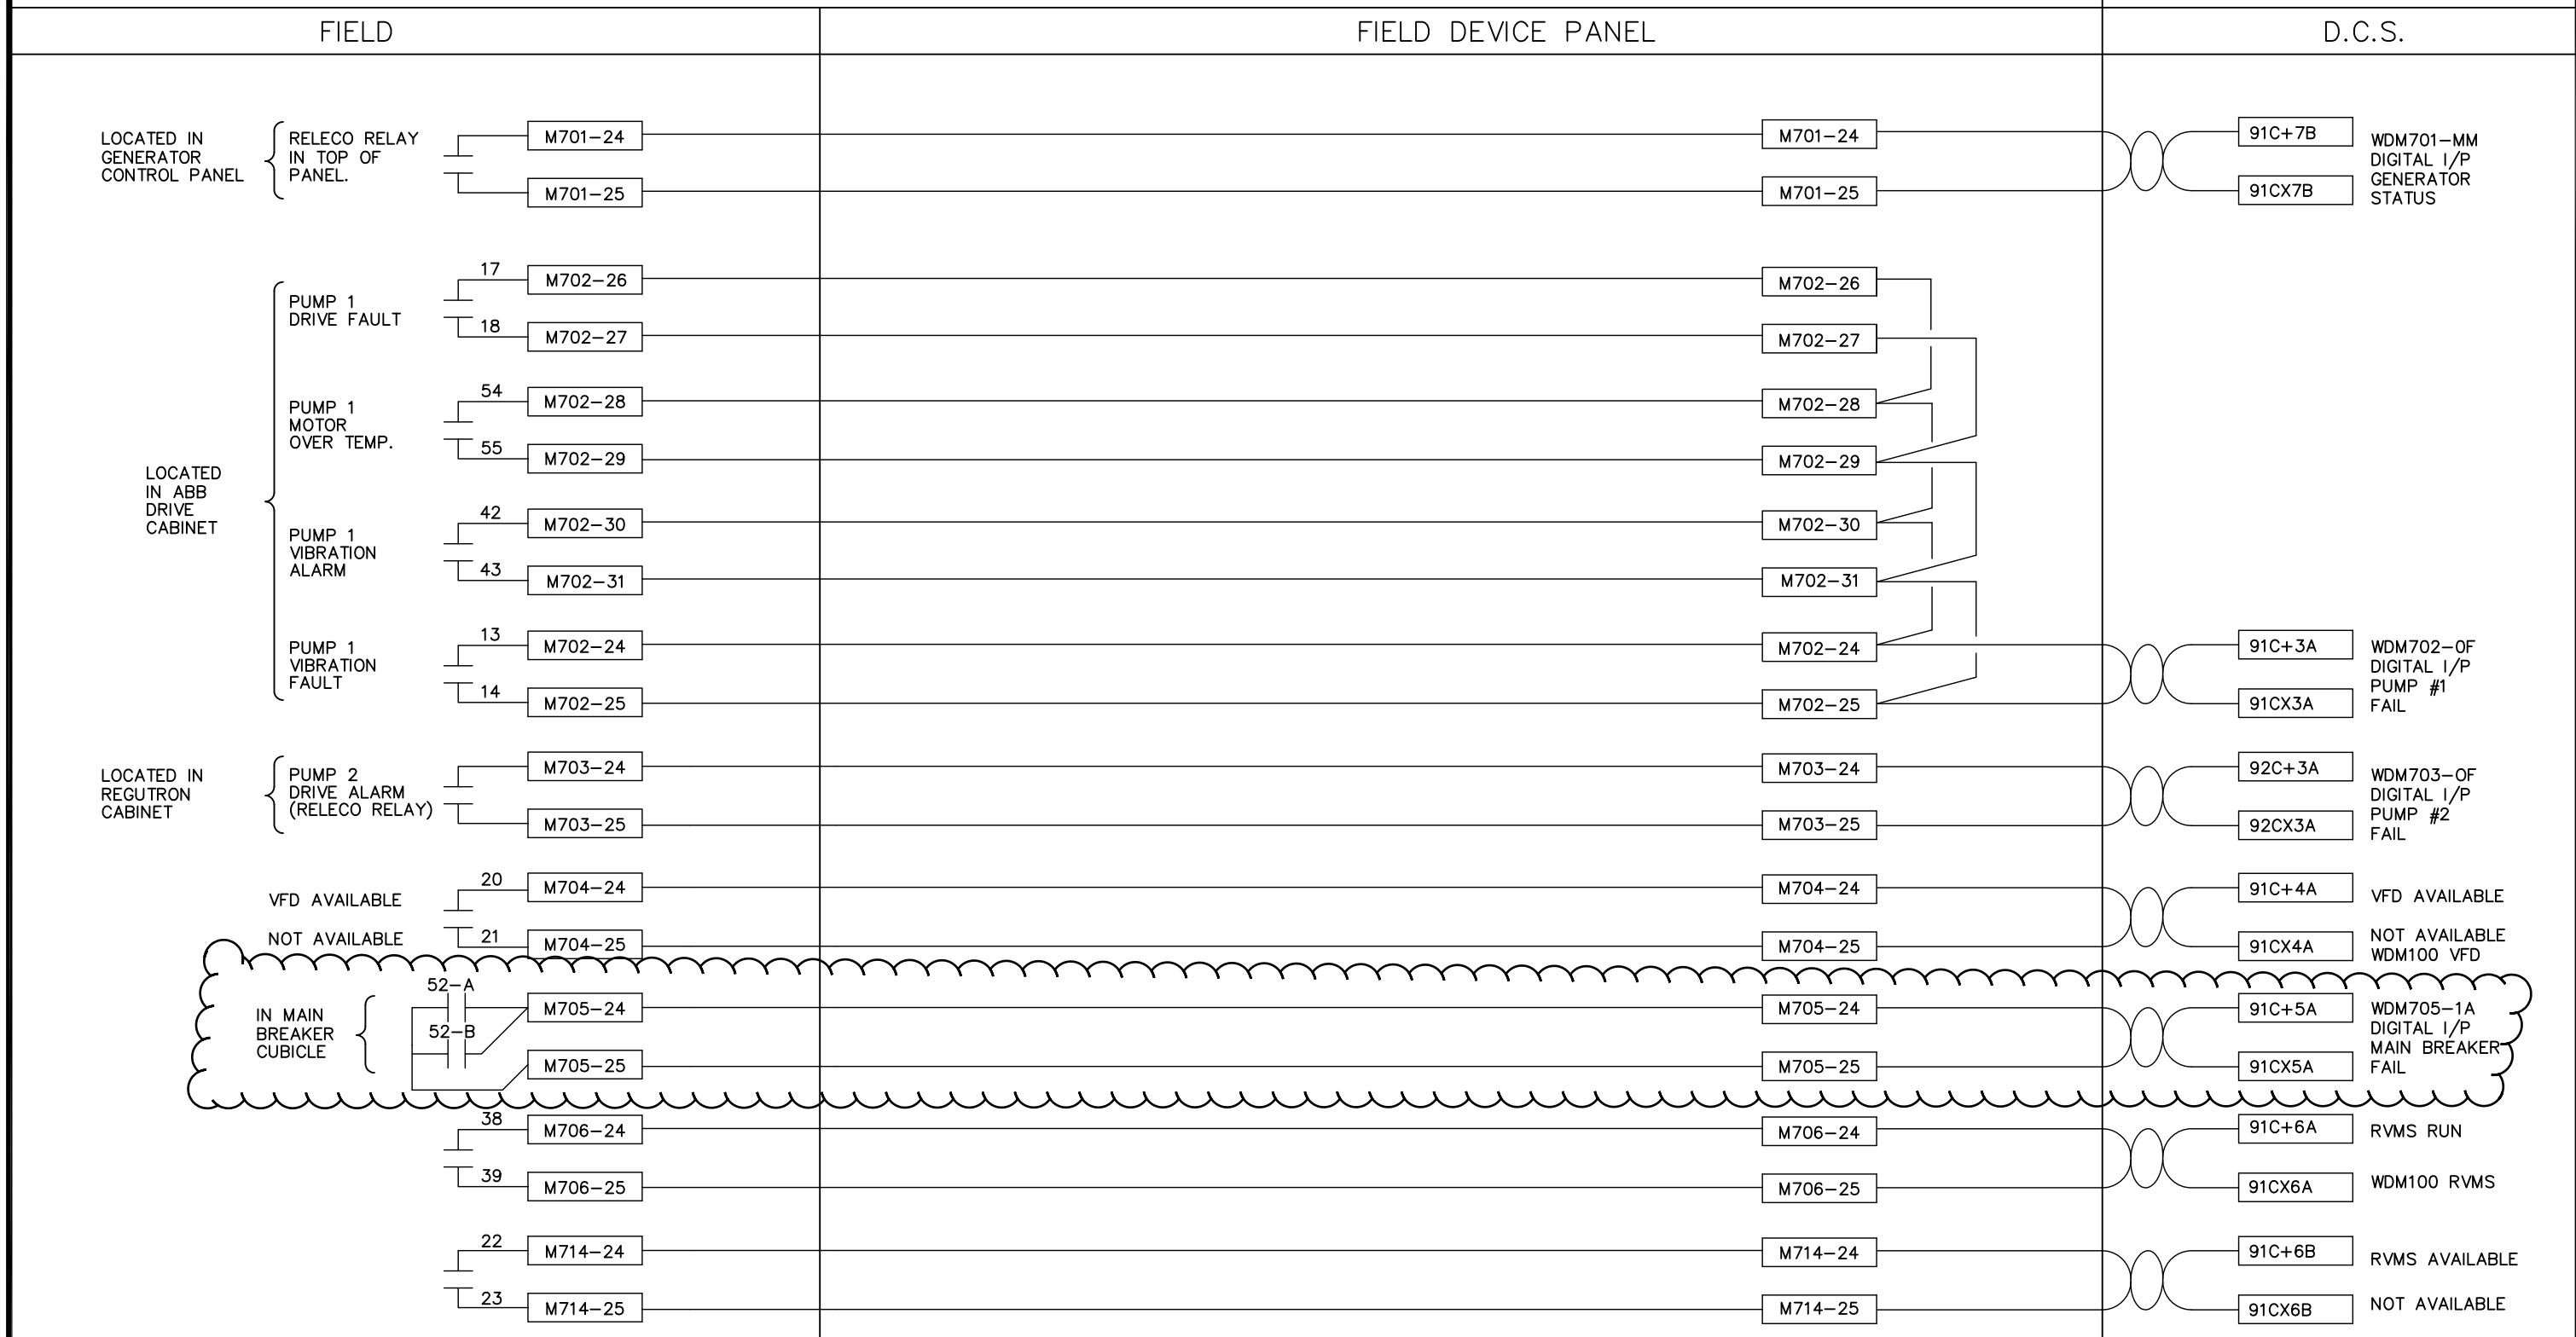 FIELD
FIELD DEVICE PANEL
D.C.S.
LOCATED IN
GENERATOR
CONTROL PANEL
RELECO RELAY
IN TOP OF
PANEL.
M701-24
M701-25
M701-24
M701-25
91C+7B
91CX7B
WDM701-MM
DIGITAL I/P
GENERATOR
STATUS
LOCATED
IN ABB
DRIVE
CABINET
PUMP 1
DRIVE FAULT
17
18
M702-26
M702-27
M702-26
M702-27
PUMP 1
MOTOR
OVER TEMP.
54
55
M702-28
M702-29
M702-28
M702-29
PUMP 1
VIBRATION
ALARM
42
43
M702-30
M702-31
M702-30
M702-31
PUMP 1
VIBRATION
FAULT
13
14
M702-24
M702-25
M702-24
M702-25
91C+3A
91CX3A
WDM702-0F
DIGITAL I/P
PUMP #1
FAIL
LOCATED IN
REGUTRON
CABINET
PUMP 2
DRIVE ALARM
(RELECO RELAY)
M703-24
M703-25
M703-24
M703-25
92C+3A
92CX3A
WDM703-0F
DIGITAL I/P
PUMP #2
FAIL
VFD AVAILABLE
NOT AVAILABLE
20
21
M704-24
M704-25
M704-24
M704-25
91C+4A
91CX4A
VFD AVAILABLE
NOT AVAILABLE
WDM100 VFD
IN MAIN
BREAKER
CUBICLE
52-A
52-B
M705-24
M705-25
M705-24
M705-25
91C+5A
91CX5A
WDM705-1A
DIGITAL I/P
MAIN BREAKER
FAIL
38
39
M706-24
M706-25
M706-24
M706-25
91C+6A
91CX6A
RVMS RUN
WDM100 RVMS
22
23
M714-24
M714-25
M714-24
M714-25
91C+6B
91CX6B
RVMS AVAILABLE
NOT AVAILABLE